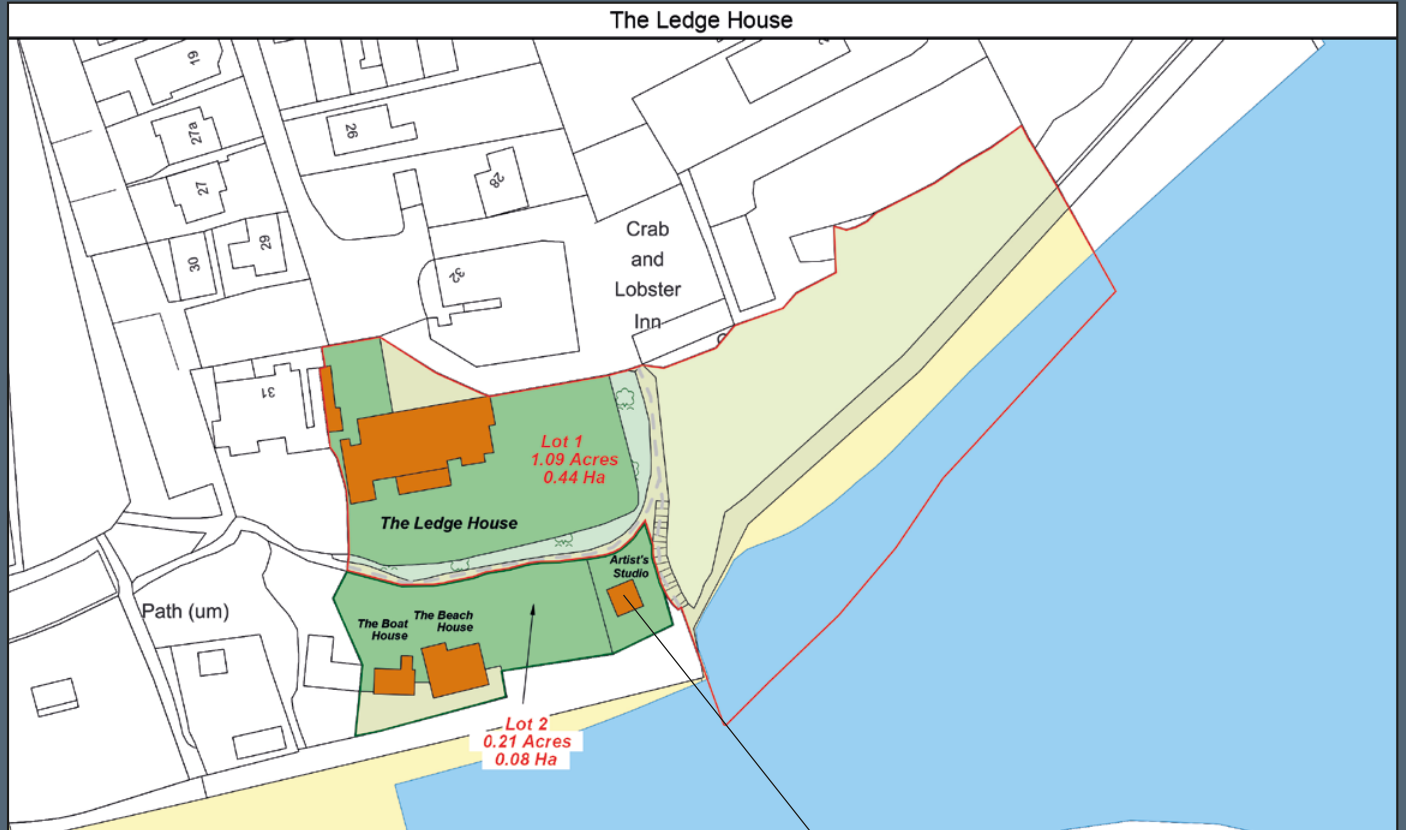 The Ledge House
19
27a
27
26
28
29
30
32
31
Crab
and
Lobster
Inn
Lot 1
1.09 Acres
0.44 Ha
The Ledge House
Artist's
Studio
Path (um)
The Boat
House
The Beach
House
Lot 2
0.21 Acres
0.08 Ha